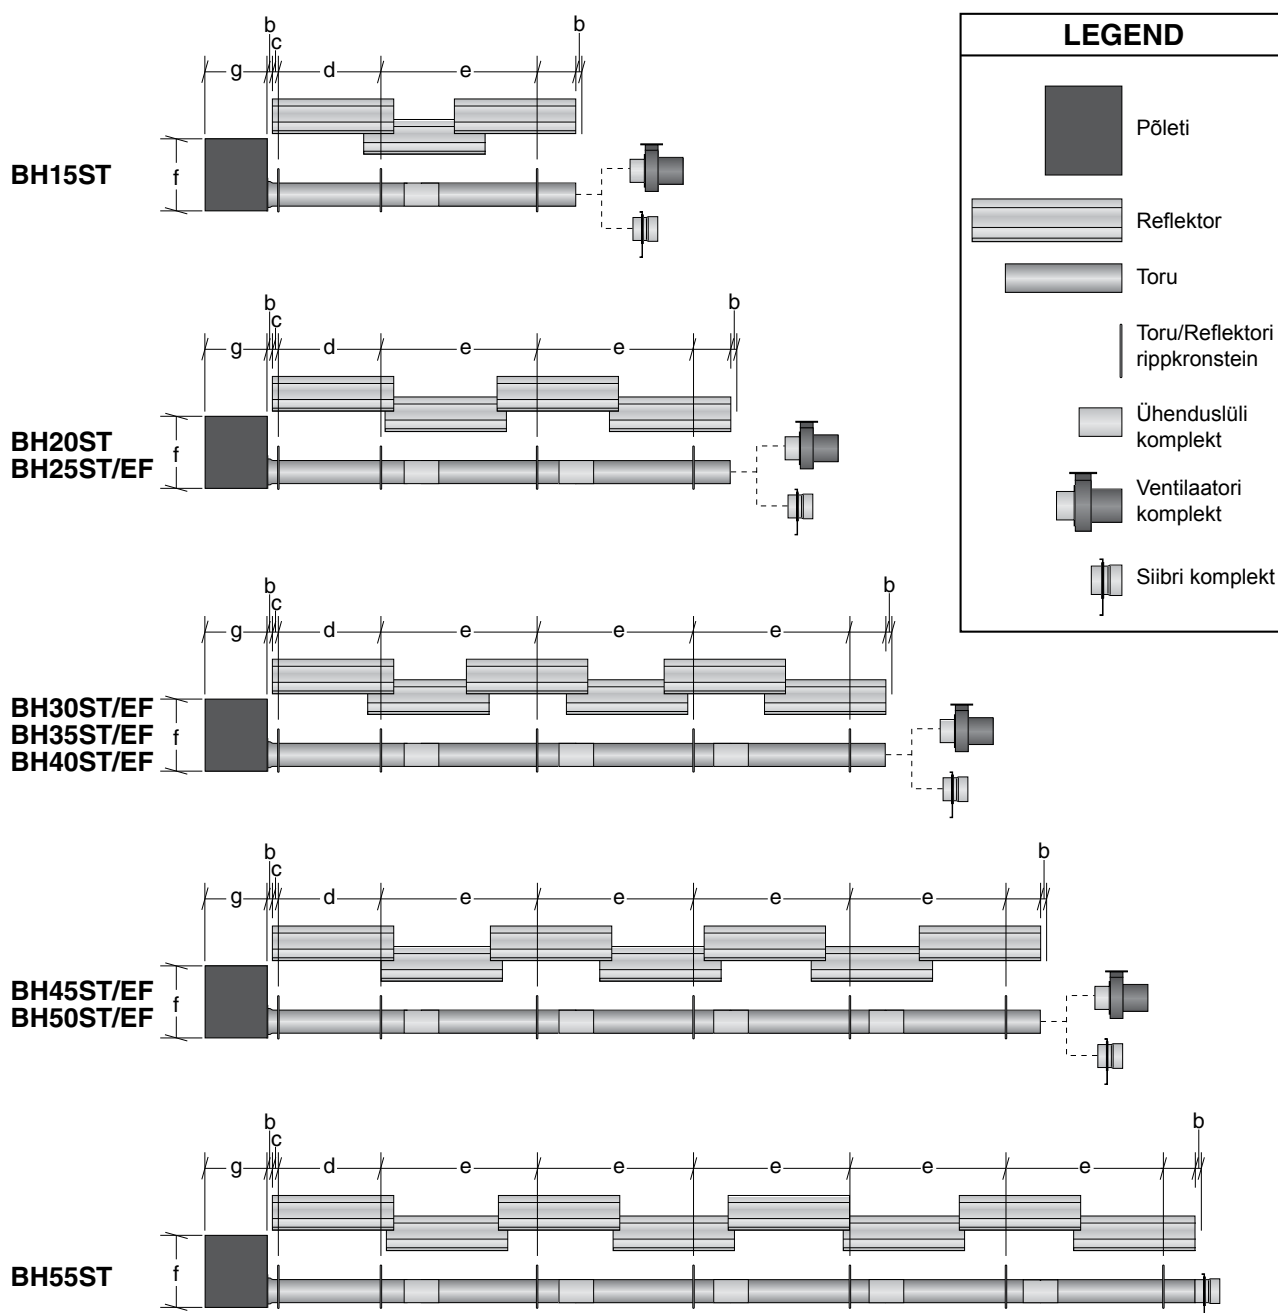 b
c
g
d
e
b
f
BH15ST
b
c
g
d
e
e
b
f
BH20ST
BH25ST/EF
b
c
g
d
e
e
e
b
f
BH30ST/EF
BH35ST/EF
BH40ST/EF
b
c
g
d
e
e
e
e
b
f
BH45ST/EF
BH50ST/EF
b
c
g
d
e
e
e
e
e
b
f
BH55ST
LEGEND
Põleti
Reflektor
Toru
Toru/Reflektori
rippkronstein
Ühenduslüli
komplekt
Ventilaatori
komplekt
Siibri komplekt